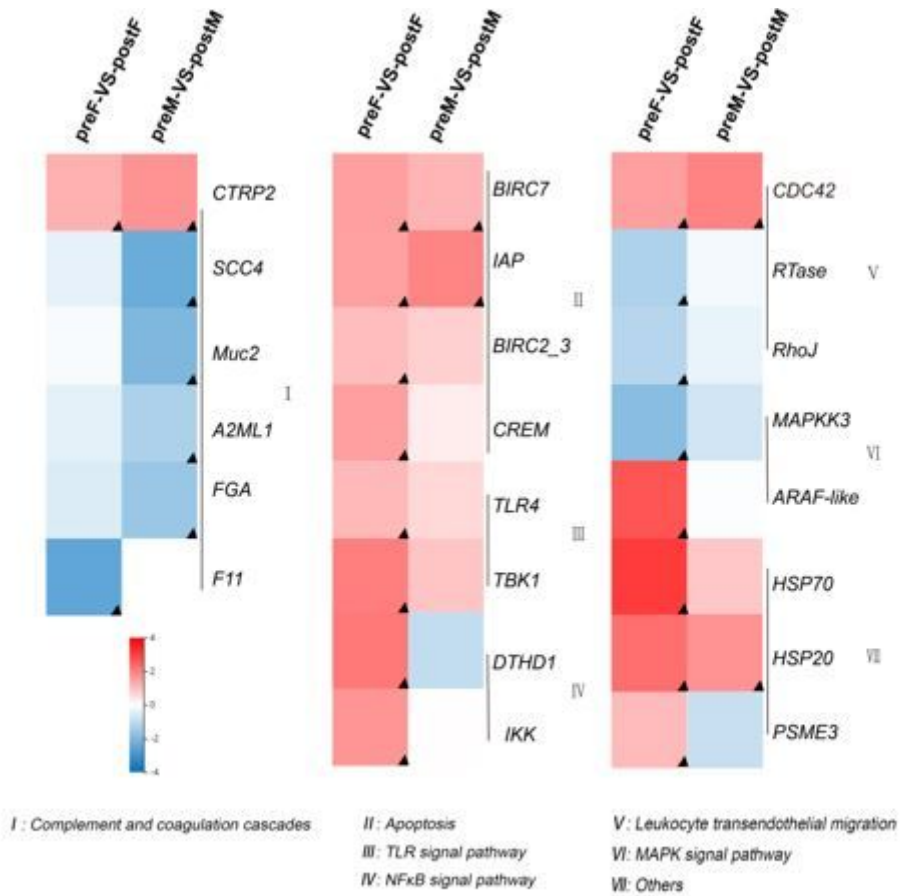 preF-VS-postF
preM-VS-postM
CTRP2
SCC4
Muc2
A2ML1
FGA
F11
I
4
2
0
-2
-4
preF-VS-postF
preM-VS-postM
BIRC7
IAP
BIRC2_3
CREM
TLR4
TBK1
DTHD1
IKK
II
III
IV
preF-VS-postF
preM-VS-postM
CDC42
RTase
RhoJ
MAPKK3
ARAF-like
HSP70
HSP20
PSME3
V
VI
VII
I : Complement and coagulation cascades
II : Apoptosis
III : TLR signal pathway
IV : NFκB signal pathway
V : Leukocyte transendothelial migration
VI: MAPK signal pathway
VII: Others